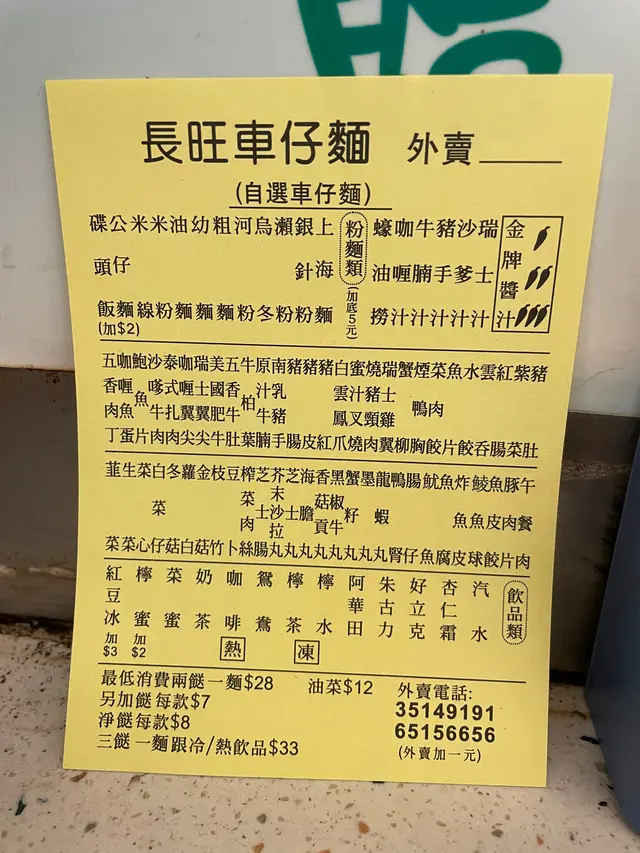 長旺車仔麵 外賣
(自選車仔麵)
金牌醬汁
瑞士汁
沙爹汁
豬手汁
牛腩汁
咖喱汁
蠔油撈
粉麵類
(加底5元)
上海麵
銀針粉
瀨粉
烏冬
河粉
粗麵
幼麵
油麵
米粉
米線
公仔麵
碟頭飯
(加$2)
豬肚
紫菜
紅腸
雲吞
水餃
魚片
菜肉餃
煙鴨胸
蟹柳
瑞士翼
燒豬頸肉
蜜汁叉燒
白雲鳳爪
豬紅
豬皮
豬腸
南乳豬手
原汁牛腩
牛柏葉
五香牛肚
美國肥牛
瑞士翼尖
咖喱翼尖
泰式扎肉
沙嗲牛肉
鮑魚片
咖喱魚蛋
五香肉丁
午餐肉
豚肉片
魚皮餃
鯪魚球
炸魚皮
魚腐
魷魚
腸仔
鴨腎
龍蝦丸
墨丸
蟹籽丸
黑椒牛丸
香菇貢丸
海膽丸
芝士丸
芥末沙拉丸
芝士腸
榨菜肉絲
豆卜
枝竹
金菇
蘿白
冬菇
白菜仔
菜心
生菜
韮菜
飲品類
汽水
杏仁霜
好立克
朱古力
阿華田
檸水
檸茶
鴛鴦
咖啡
奶茶
菜蜜
檸蜜
加$2
紅豆冰
加$3
熱 凍
最低消費兩餸一麵$28 油菜$12
另加餸每款$7
淨餸每款$8
三餸一麵跟冷/熱飲品$33
外賣電話:
35149191
65156656
(外賣加一元)